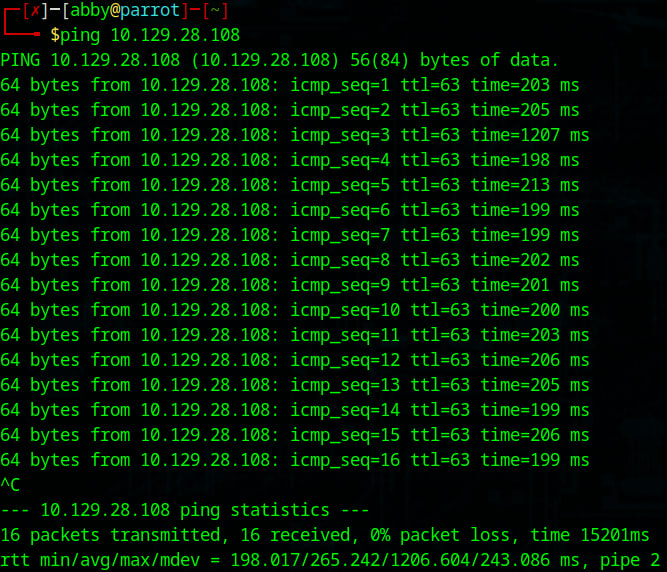 ┌─[✗]─[abby@parrot]─[~]
└──╼ $ping 10.129.28.108
PING 10.129.28.108 (10.129.28.108) 56(84) bytes of data.
64 bytes from 10.129.28.108: icmp_seq=1 ttl=63 time=203 ms
64 bytes from 10.129.28.108: icmp_seq=2 ttl=63 time=205 ms
64 bytes from 10.129.28.108: icmp_seq=3 ttl=63 time=1207 ms
64 bytes from 10.129.28.108: icmp_seq=4 ttl=63 time=198 ms
64 bytes from 10.129.28.108: icmp_seq=5 ttl=63 time=213 ms
64 bytes from 10.129.28.108: icmp_seq=6 ttl=63 time=199 ms
64 bytes from 10.129.28.108: icmp_seq=7 ttl=63 time=199 ms
64 bytes from 10.129.28.108: icmp_seq=8 ttl=63 time=202 ms
64 bytes from 10.129.28.108: icmp_seq=9 ttl=63 time=201 ms
64 bytes from 10.129.28.108: icmp_seq=10 ttl=63 time=200 ms
64 bytes from 10.129.28.108: icmp_seq=11 ttl=63 time=203 ms
64 bytes from 10.129.28.108: icmp_seq=12 ttl=63 time=206 ms
64 bytes from 10.129.28.108: icmp_seq=13 ttl=63 time=205 ms
64 bytes from 10.129.28.108: icmp_seq=14 ttl=63 time=199 ms
64 bytes from 10.129.28.108: icmp_seq=15 ttl=63 time=206 ms
64 bytes from 10.129.28.108: icmp_seq=16 ttl=63 time=199 ms
^C
--- 10.129.28.108 ping statistics ---
16 packets transmitted, 16 received, 0% packet loss, time 15201ms
rtt min/avg/max/mdev = 198.017/265.242/1206.604/243.086 ms, pipe 2